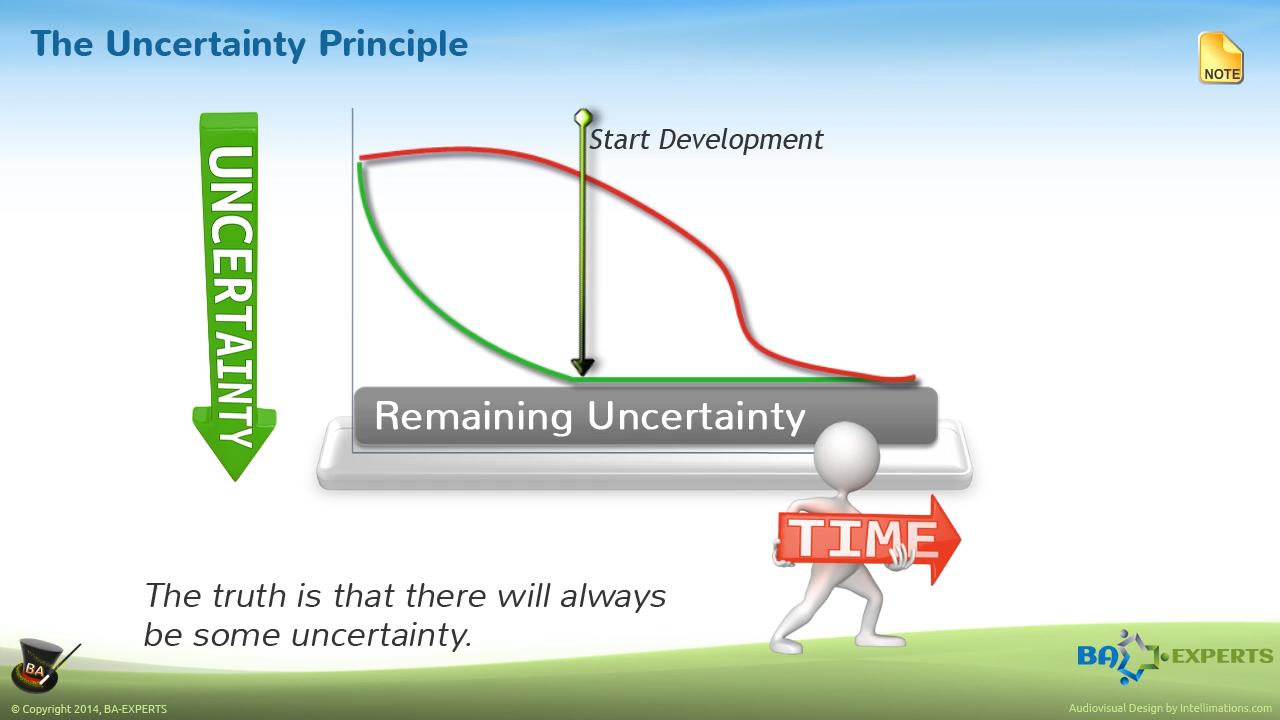 The Uncertainty Principle
NOTE
UNCERTAINTY
Start Development
Remaining Uncertainty
TIME
The truth is that there will always
be some uncertainty.
BA
BA EXPERTS
© Copyright 2014, BA-EXPERTS
Audiovisual Design by Intellimations.com